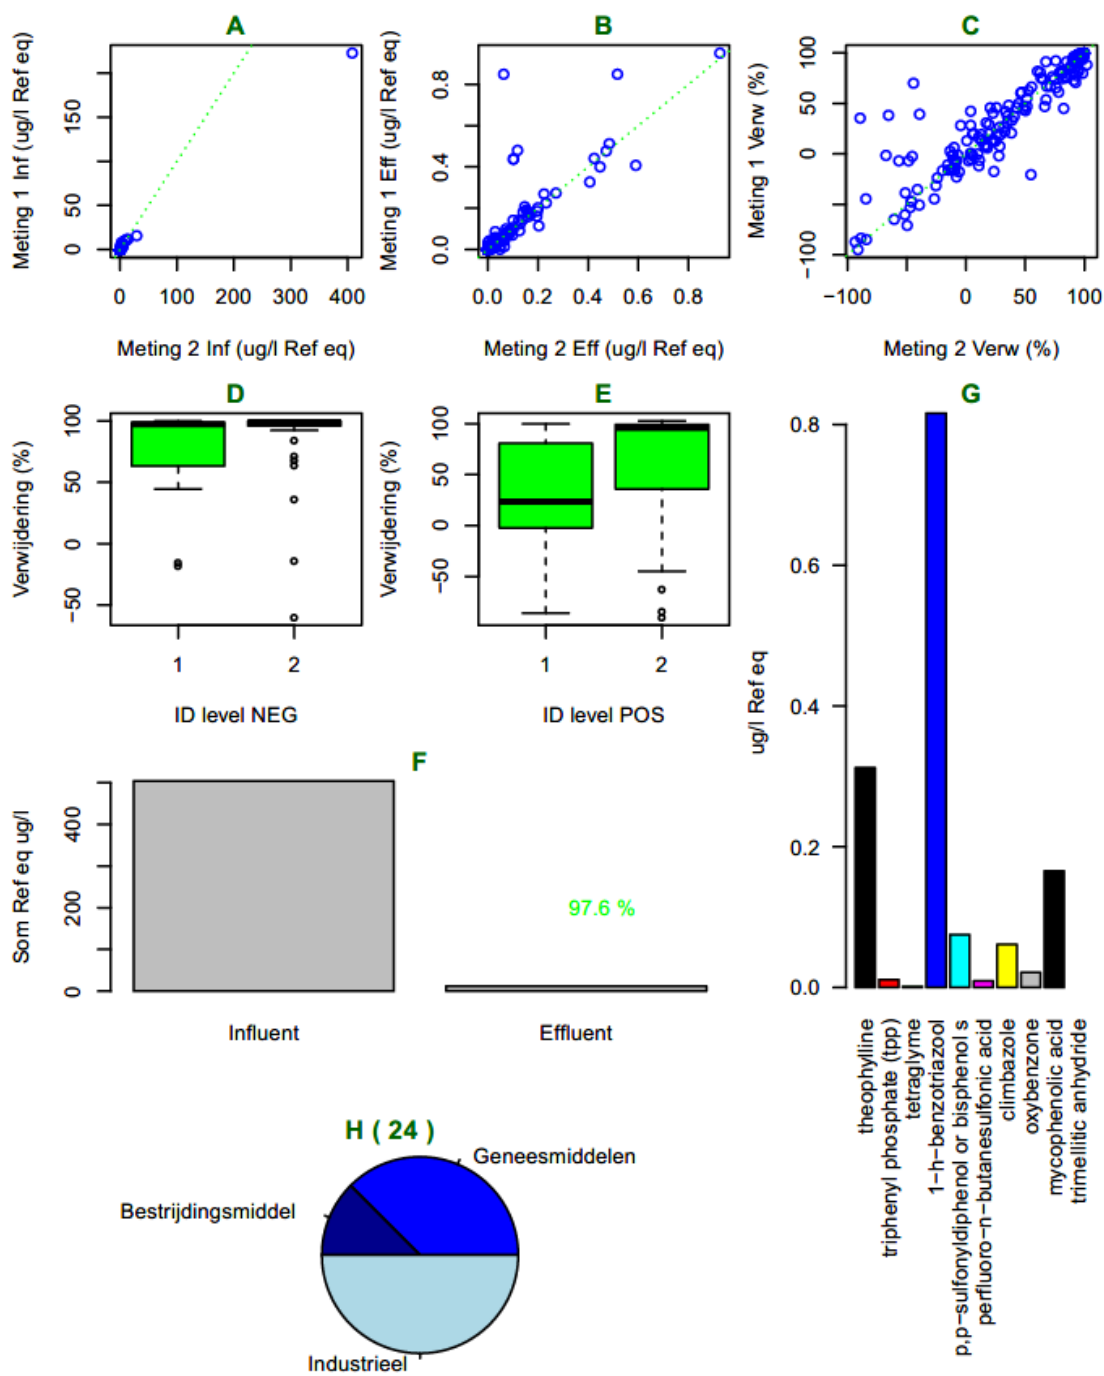 A
Meting 1 Inf (ug/l Ref eq)
0 50 150
0 100 200 300 400
Meting 2 Inf (ug/l Ref eq)
B
Meting 1 Eff (ug/l Ref eq)
0.0 0.4 0.8
0.0 0.2 0.4 0.6 0.8
Meting 2 Eff (ug/l Ref eq)
C
Meting 1 Verw (%)
−100 0 50 100
−100 0 50 100
Meting 2 Verw (%)
D
Verwijdering (%)
−50 0 50 100
1 2
ID level NEG
E
Verwijdering (%)
−50 0 50 100
1 2
ID level POS
F
Som Ref eq ug/l
0 200 400
97.6 %
Influent Effluent
G
ug/l Ref eq
0.0 0.2 0.4 0.6 0.8
theophylline
triphenyl phosphate (tpp)
tetraglyme
1−h−benzotriazool
p,p−sulfonyldiphenol or bisphenol s
perfluoro−n−butanesulfonic acid
climbazole
oxybenzone
mycophenolic acid
trimellitic anhydride
H ( 24 )
Geneesmiddelen
Bestrijdingsmiddel
Industrieel